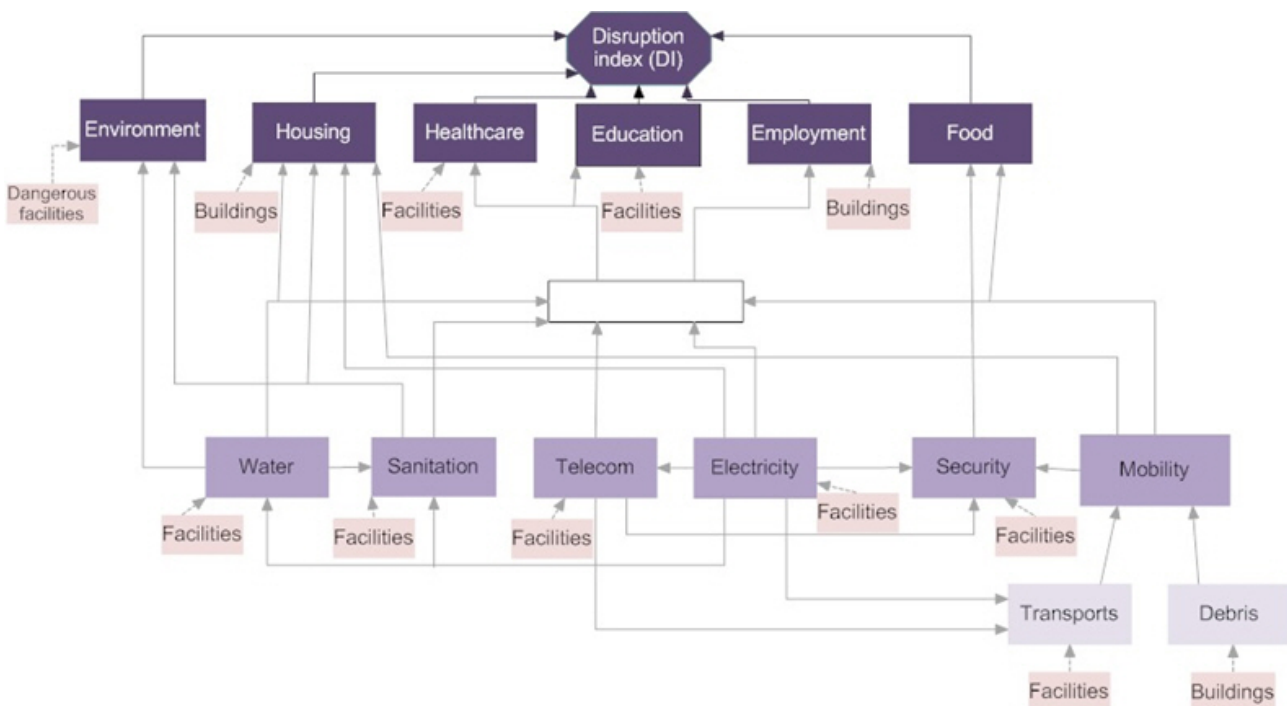 Disruption
index (DI)
Environment
Housing
Healthcare
Education
Employment
Food
Dangerous
facilities
Buildings
Facilities
Facilities
Buildings
Water
Sanitation
Telecom
Electricity
Security
Mobility
Facilities
Facilities
Facilities
Facilities
Facilities
Transports
Debris
Facilities
Buildings